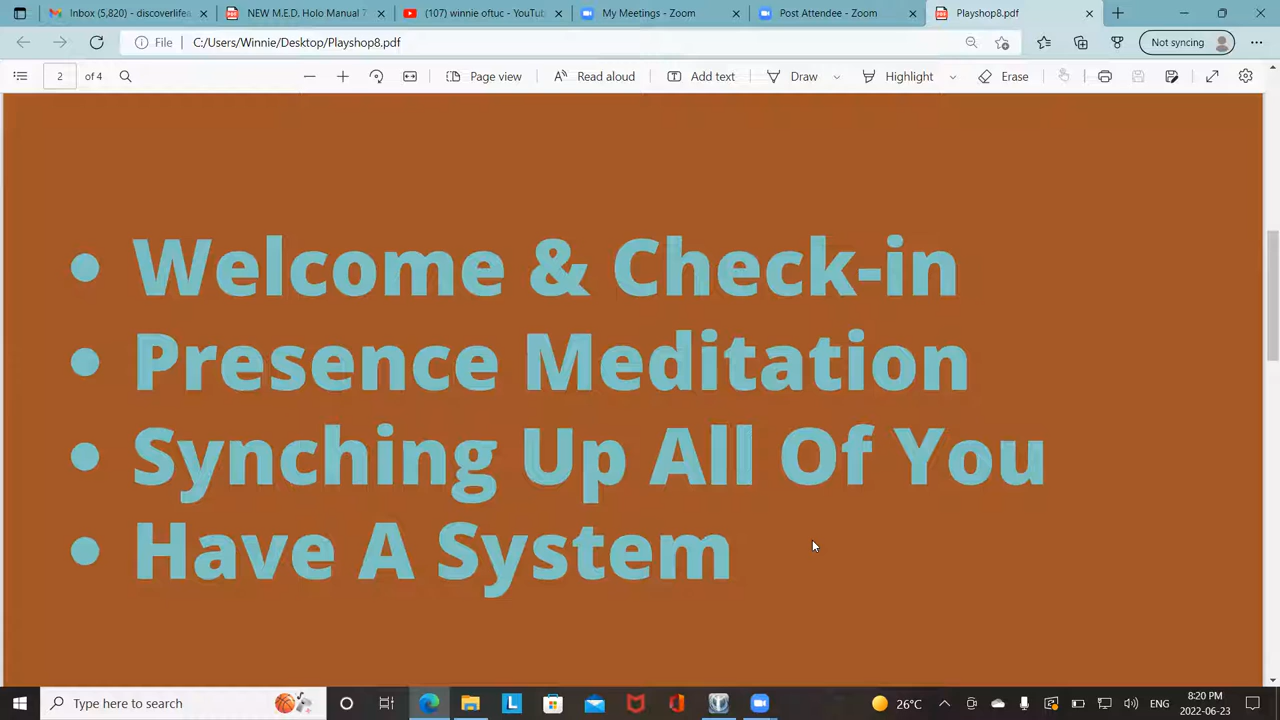 Inbox (5,820) - discoverlifea
NEW M.E.D. Holo Manual 7
(107) winnie oftuc - YouTub
My Meetings - Zoom
Post Attendee - Zoom
Playshop8.pdf
File
C:/Users/Winnie/Desktop/Playshop8.pdf
Not syncing
2
of 4
Page view
Read aloud
Add text
Draw
Highlight
Erase
• Welcome & Check-in
• Presence Meditation
• Synching Up All Of You
• Have A System
Type here to search
26°C
ENG
8:20 PM
2022-06-23